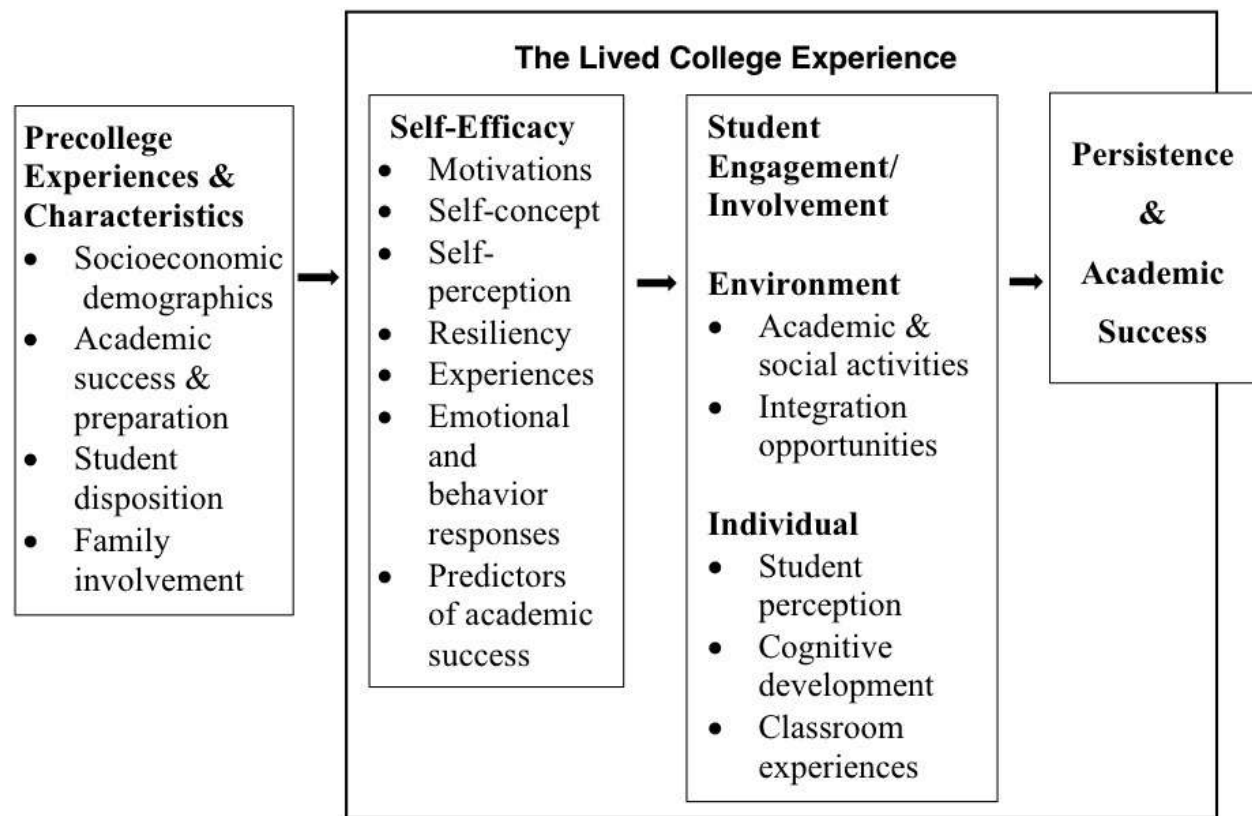 The Lived College Experience
Precollege
Experiences &
Characteristics
• Socioeconomic
demographics
• Academic
success &
preparation
• Student
disposition
• Family
involvement
Self-Efficacy
• Motivations
• Self-concept
• Self-
perception
• Resiliency
• Experiences
• Emotional
and
behavior
responses
• Predictors
of academic
success
Student
Engagement/
Involvement
Environment
• Academic &
social activities
• Integration
opportunities
Individual
• Student
perception
• Cognitive
development
• Classroom
experiences
Persistence
&
Academic
Success